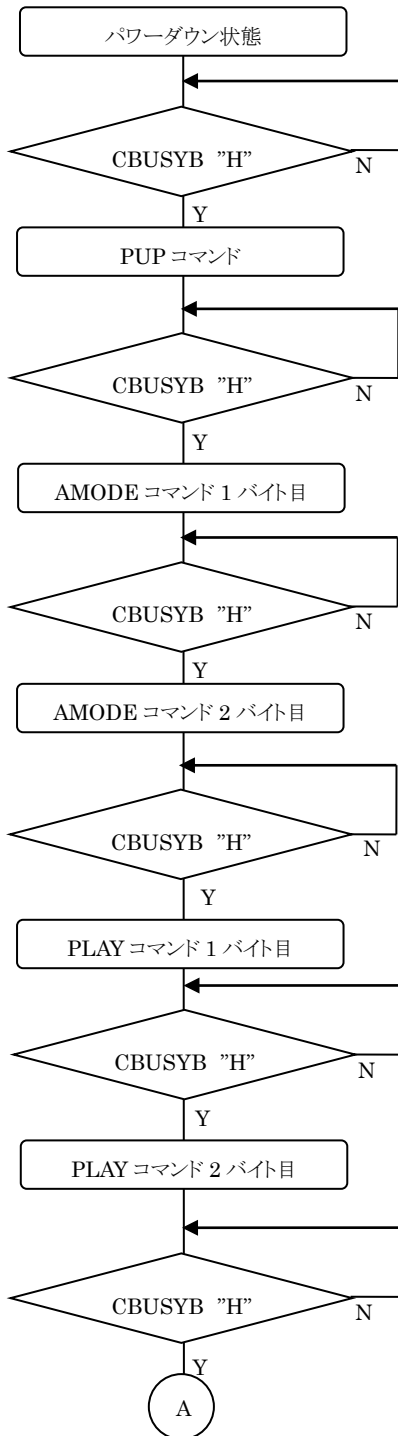 パワーダウン状態
CBUSYB ”H”
N
Y
PUP コマンド
CBUSYB ”H”
N
Y
AMODE コマンド 1 バイト目
CBUSYB ”H”
N
Y
AMODE コマンド 2 バイト目
CBUSYB ”H”
N
Y
PLAY コマンド 1 バイト目
CBUSYB ”H”
N
Y
PLAY コマンド 2 バイト目
CBUSYB ”H”
N
Y
A